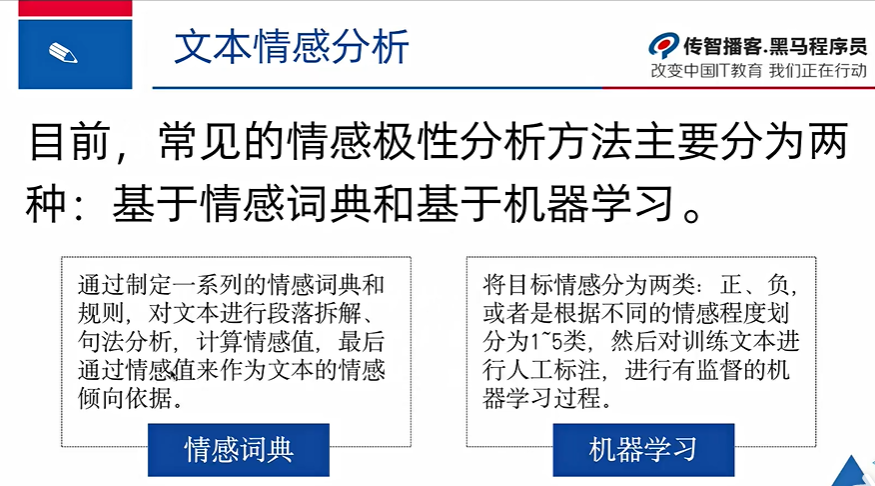 文本情感分析
传智播客.黑马程序员
改变中国IT教育 我们正在行动
目前，常见的情感极性分析方法主要分为两
种：基于情感词典和基于机器学习。
通过制定一系列的情感词典和
规则，对文本进行段落拆解、
句法分析，计算情感值，最后
通过情感值来作为文本的情感
倾向依据。
情感词典
将目标情感分为两类：正、负，
或者是根据不同的情感程度划
分为1~5类，然后对训练文本进
行人工标注，进行有监督的机
器学习过程。
机器学习